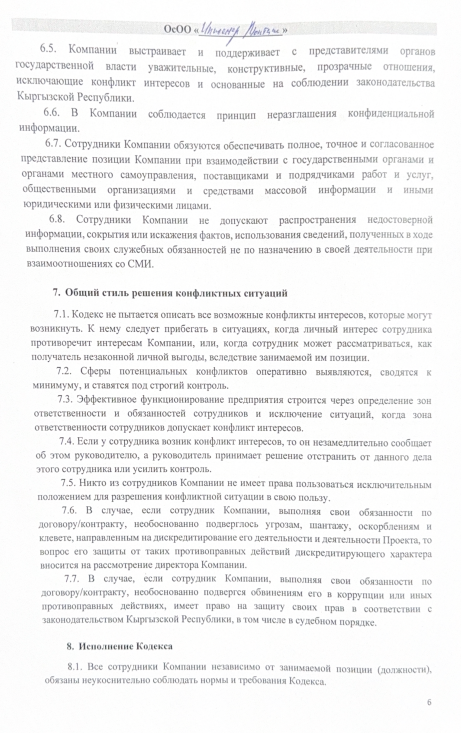 ОсОО «                    »
6.5. Компании выстраивает и поддерживает с представителями органов
государственной власти уважительные, конструктивные, прозрачные отношения,
исключающие конфликт интересов и основанные на соблюдении законодательства
Кыргызской Республики.
6.6. В Компании соблюдается принцип неразглашения конфиденциальной
информации.
6.7. Сотрудники Компании обязуются обеспечивать полное, точное и согласованное
представление позиции Компании при взаимодействии с государственными органами и
органами местного самоуправления, поставщиками и подрядчиками работ и услуг,
общественными организациями и средствами массовой информации и иными
юридическими или физическими лицами.
6.8. Сотрудники Компании не допускают распространения недостоверной
информации, сокрытия или искажения фактов, использования сведений, полученных в ходе
выполнения своих служебных обязанностей не по назначению в своей деятельности при
взаимоотношениях со СМИ.
7. Общий стиль решения конфликтных ситуаций
7.1. Кодекс не пытается описать все возможные конфликты интересов, которые могут
возникнуть. К нему следует прибегать в ситуациях, когда личный интерес сотрудника
противоречит интересам Компании, или, когда сотрудник может рассматриваться, как
получатель незаконной личной выгоды, вследствие занимаемой им позиции.
7.2. Сферы потенциальных конфликтов оперативно выявляются, сводятся к
минимуму, и ставятся под строгий контроль.
7.3. Эффективное функционирование предприятия строится через определение зон
ответственности и обязанностей сотрудников и исключение ситуаций, когда зона
ответственности сотрудников допускает конфликт интересов.
7.4. Если у сотрудника возник конфликт интересов, то он незамедлительно сообщает
об этом руководителю, а руководитель принимает решение отстранить от данного дела
этого сотрудника или усилить контроль.
7.5. Никто из сотрудников Компании не имеет права пользоваться исключительным
положением для разрешения конфликтной ситуации в свою пользу.
7.6. В случае, если сотрудник Компании, выполняя свои обязанности по
договору/контракту, необоснованно подверглось угрозам, шантажу, оскорблениям и
клевете, направленным на дискредитирование его деятельности и деятельности Проекта, то
вопрос его защиты от таких противоправных действий дискредитирующего характера
вносится на рассмотрение директора Компании.
7.7. В случае, если сотрудник Компании, выполняя свои обязанности по
договору/контракту, необоснованно подвергся обвинениям его в коррупции или иных
противоправных действиях, имеет право на защиту своих прав в соответствии с
законодательством Кыргызской Республики, в том числе в судебном порядке.
8. Исполнение Кодекса
8.1. Все сотрудники Компании независимо от занимаемой позиции (должности),
обязаны неукоснительно соблюдать нормы и требования Кодекса.
6